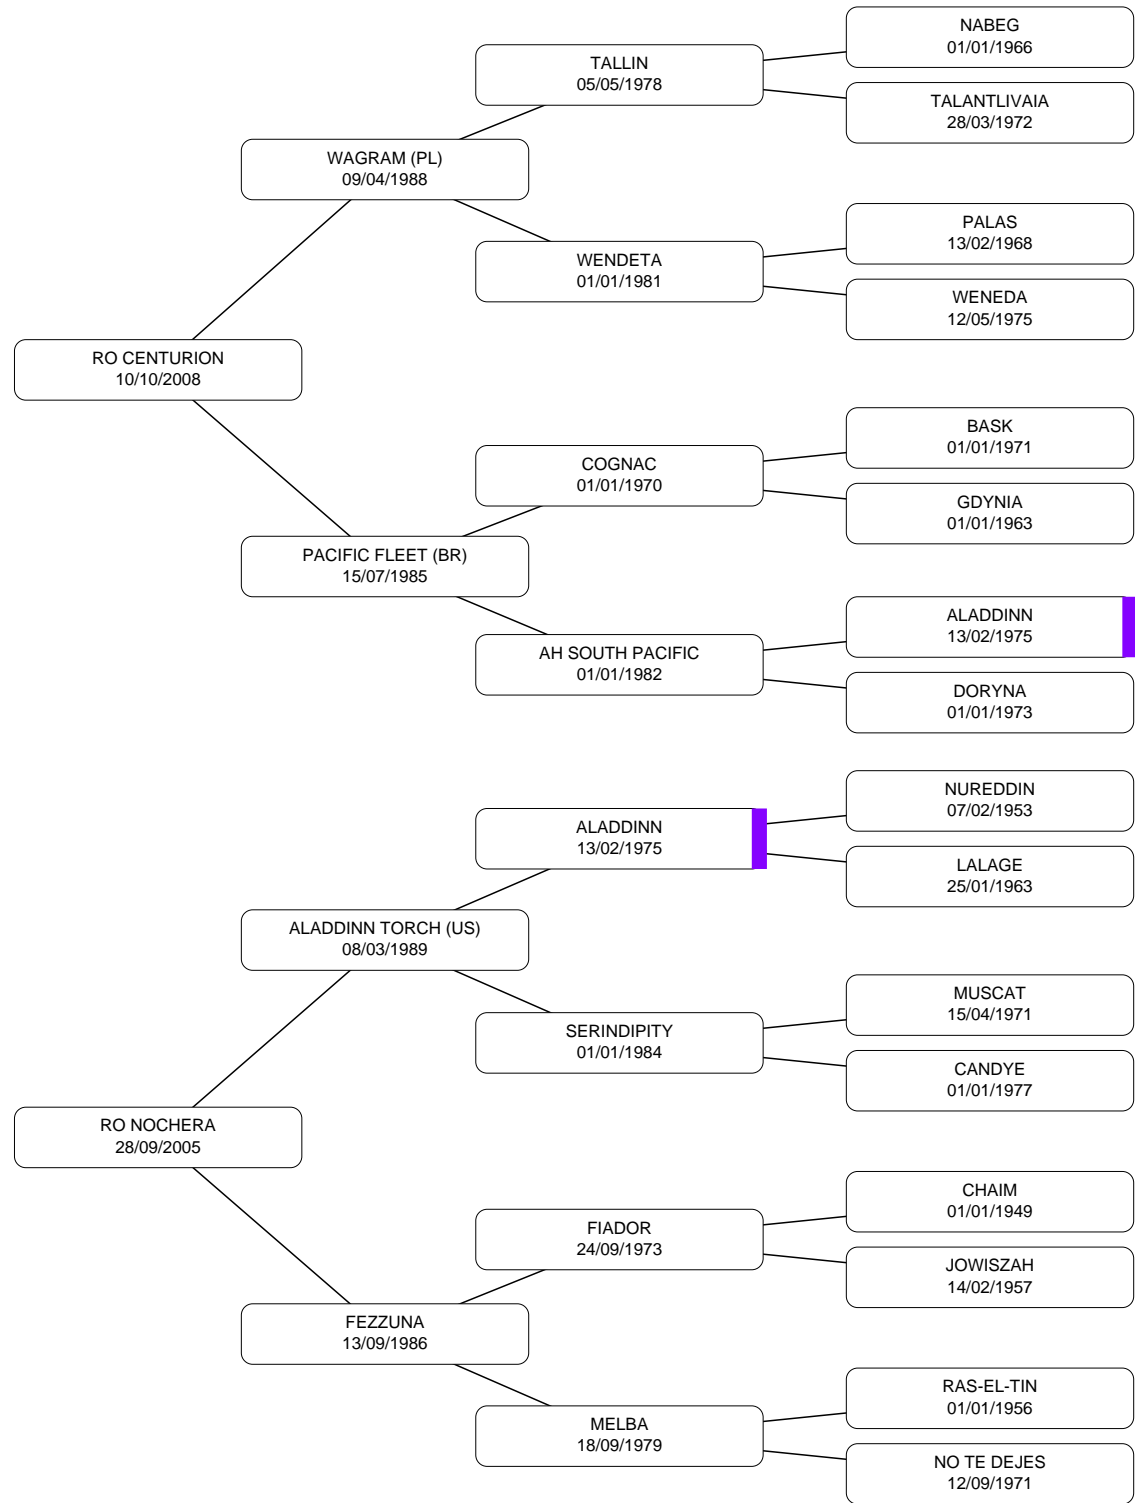 NABEG
01/01/1966
TALLIN
05/05/1978
TALANTLIVAIA
28/03/1972
WAGRAM (PL)
09/04/1988
PALAS
13/02/1968
WENDETA
01/01/1981
WENEDA
12/05/1975
RO CENTURION
10/10/2008
BASK
01/01/1971
COGNAC
01/01/1970
GDYNIA
01/01/1963
PACIFIC FLEET (BR)
15/07/1985
ALADDINN
13/02/1975
AH SOUTH PACIFIC
01/01/1982
DORYNA
01/01/1973
NUREDDIN
07/02/1953
ALADDINN
13/02/1975
LALAGE
25/01/1963
ALADDINN TORCH (US)
08/03/1989
MUSCAT
15/04/1971
SERINDIPITY
01/01/1984
CANDYE
01/01/1977
RO NOCHERA
28/09/2005
CHAIM
01/01/1949
FIADOR
24/09/1973
JOWISZAH
14/02/1957
FEZZUNA
13/09/1986
RAS-EL-TIN
01/01/1956
MELBA
18/09/1979
NO TE DEJES
12/09/1971